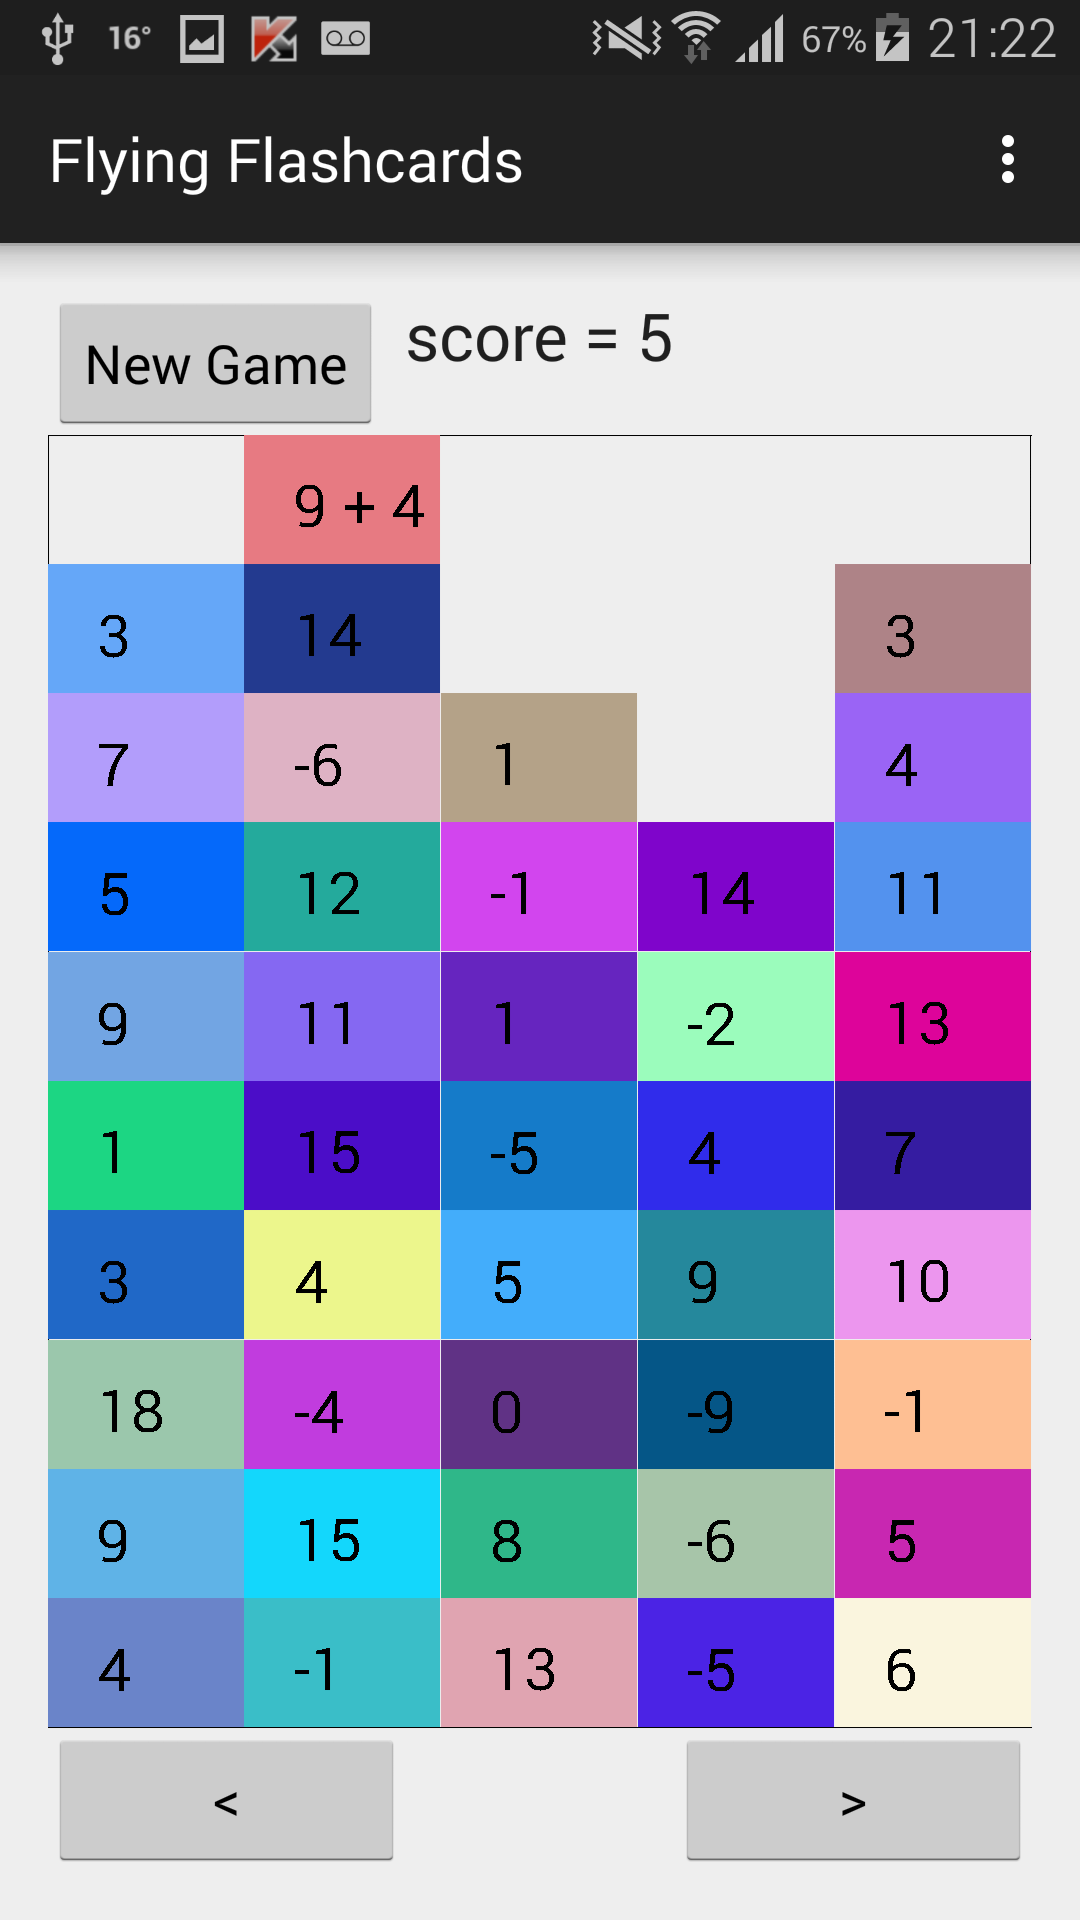 16° 67% 21:22
Flying Flashcards
New Game score = 5
9 + 4
3 14 3
7 -6 1 4
5 12 -1 14 11
9 11 1 -2 13
1 15 -5 4 7
3 4 5 9 10
18 -4 0 -9 -1
9 15 8 -6 5
4 -1 13 -5 6
< >